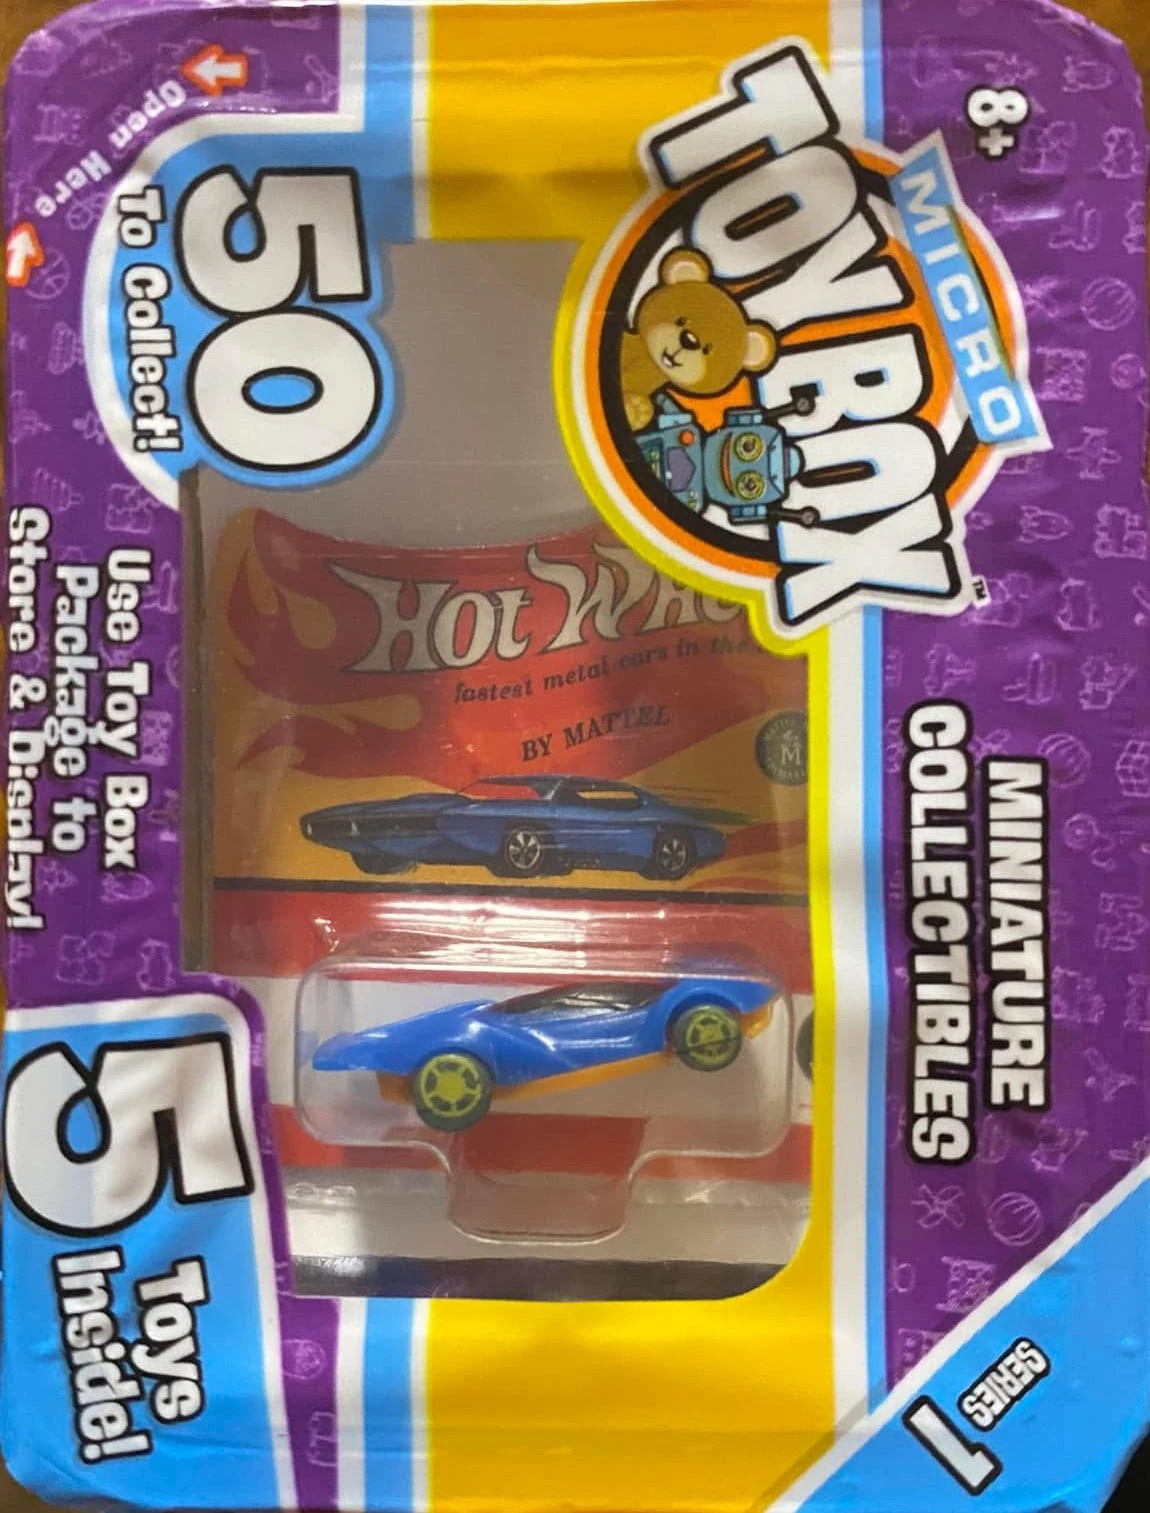 8+
MICRO
TOY BOX™
MINIATURE
COLLECTIBLES
SERIES
1
Open Here
50
To Collect!
Use Toy Box
Package to
Store & Display!
5
Toys
Inside!
Hot Whe
fastest metal cars in the
BY MATTEL
M